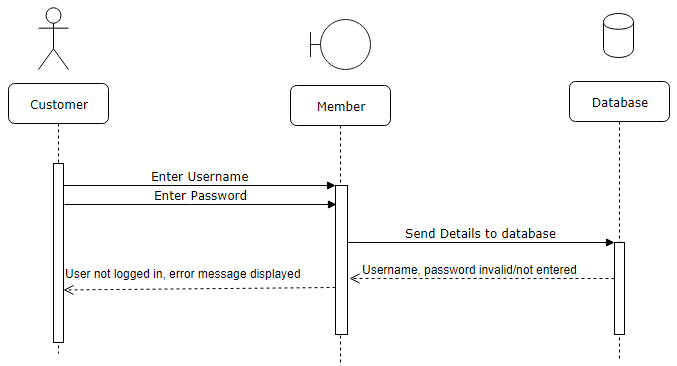 Customer
Member
Database
Enter Username
Enter Password
Send Details to database
Username, password invalid/not entered
User not logged in, error message displayed